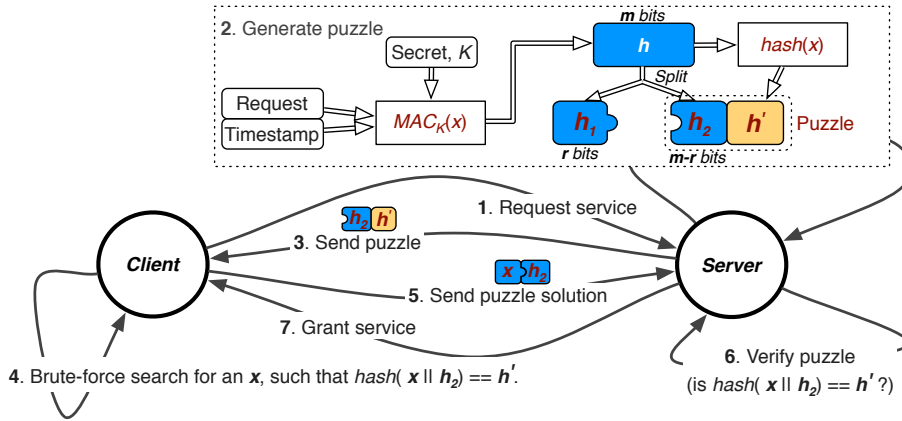 m bits
2. Generate puzzle
Secret, K
h
hash(x)
Split
Request
Timestamp
MAC_K(x)
h₁
h₂ h′
Puzzle
r bits
m-r bits
1. Request service
h₂ h′
3. Send puzzle
Client
Server
x h₂
5. Send puzzle solution
7. Grant service
4. Brute-force search for an x, such that hash( x || h₂) == h′.
6. Verify puzzle
(is hash( x || h₂) == h′ ?)